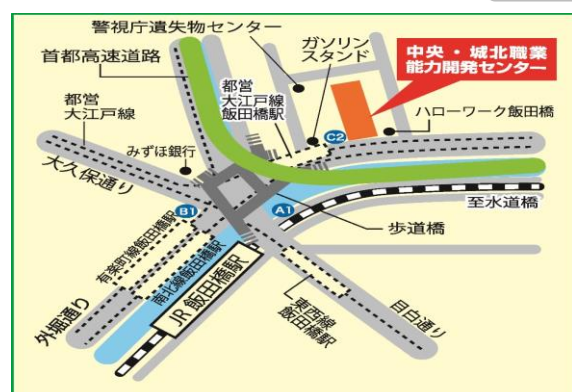 警視庁遺失物センター
首都高速道路
ガソリン
スタンド
中央・城北職業
能力開発センター
都営
大江戸線
飯田橋駅
都営
大江戸線
C2
ハローワーク飯田橋
みずほ銀行
大久保通り
至水道橋
B1
A1
歩道橋
有楽町線飯田橋駅
南北線飯田橋駅
JR 飯田橋駅
外堀通り
東西線
飯田橋駅
目白通り